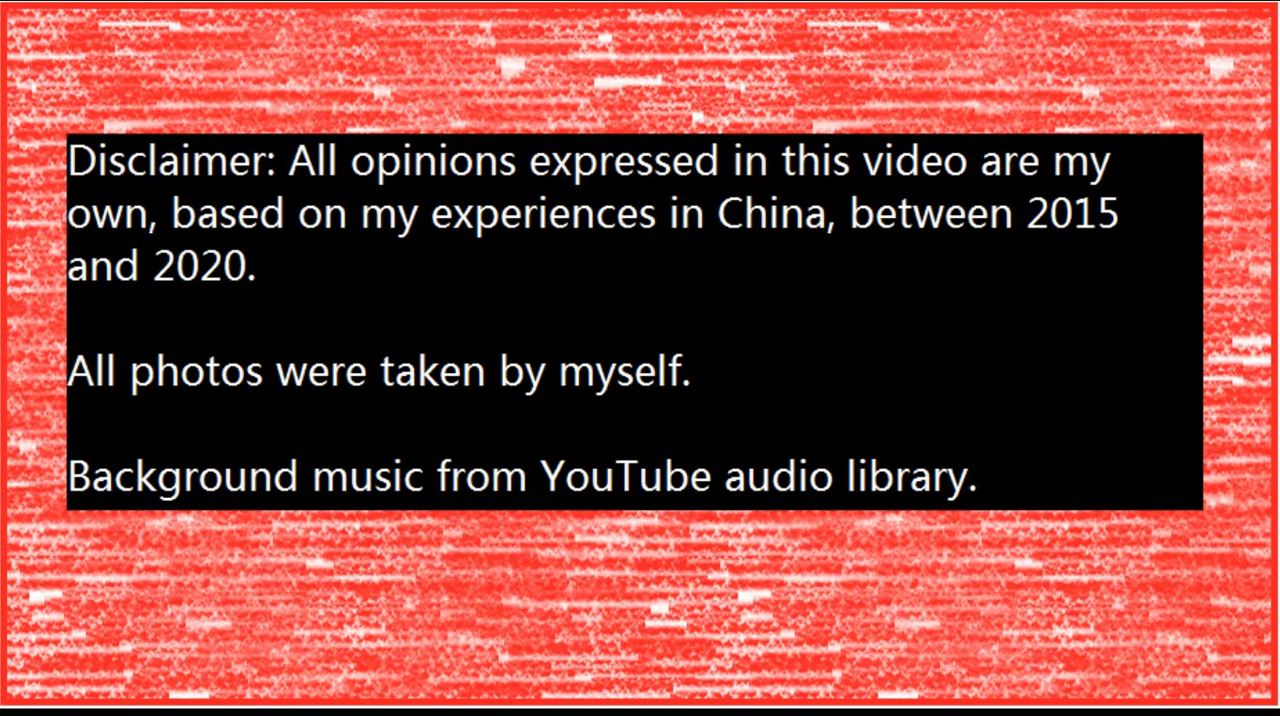 Disclaimer: All opinions expressed in this video are my
own, based on my experiences in China, between 2015
and 2020.
All photos were taken by myself.
Background music from YouTube audio library.